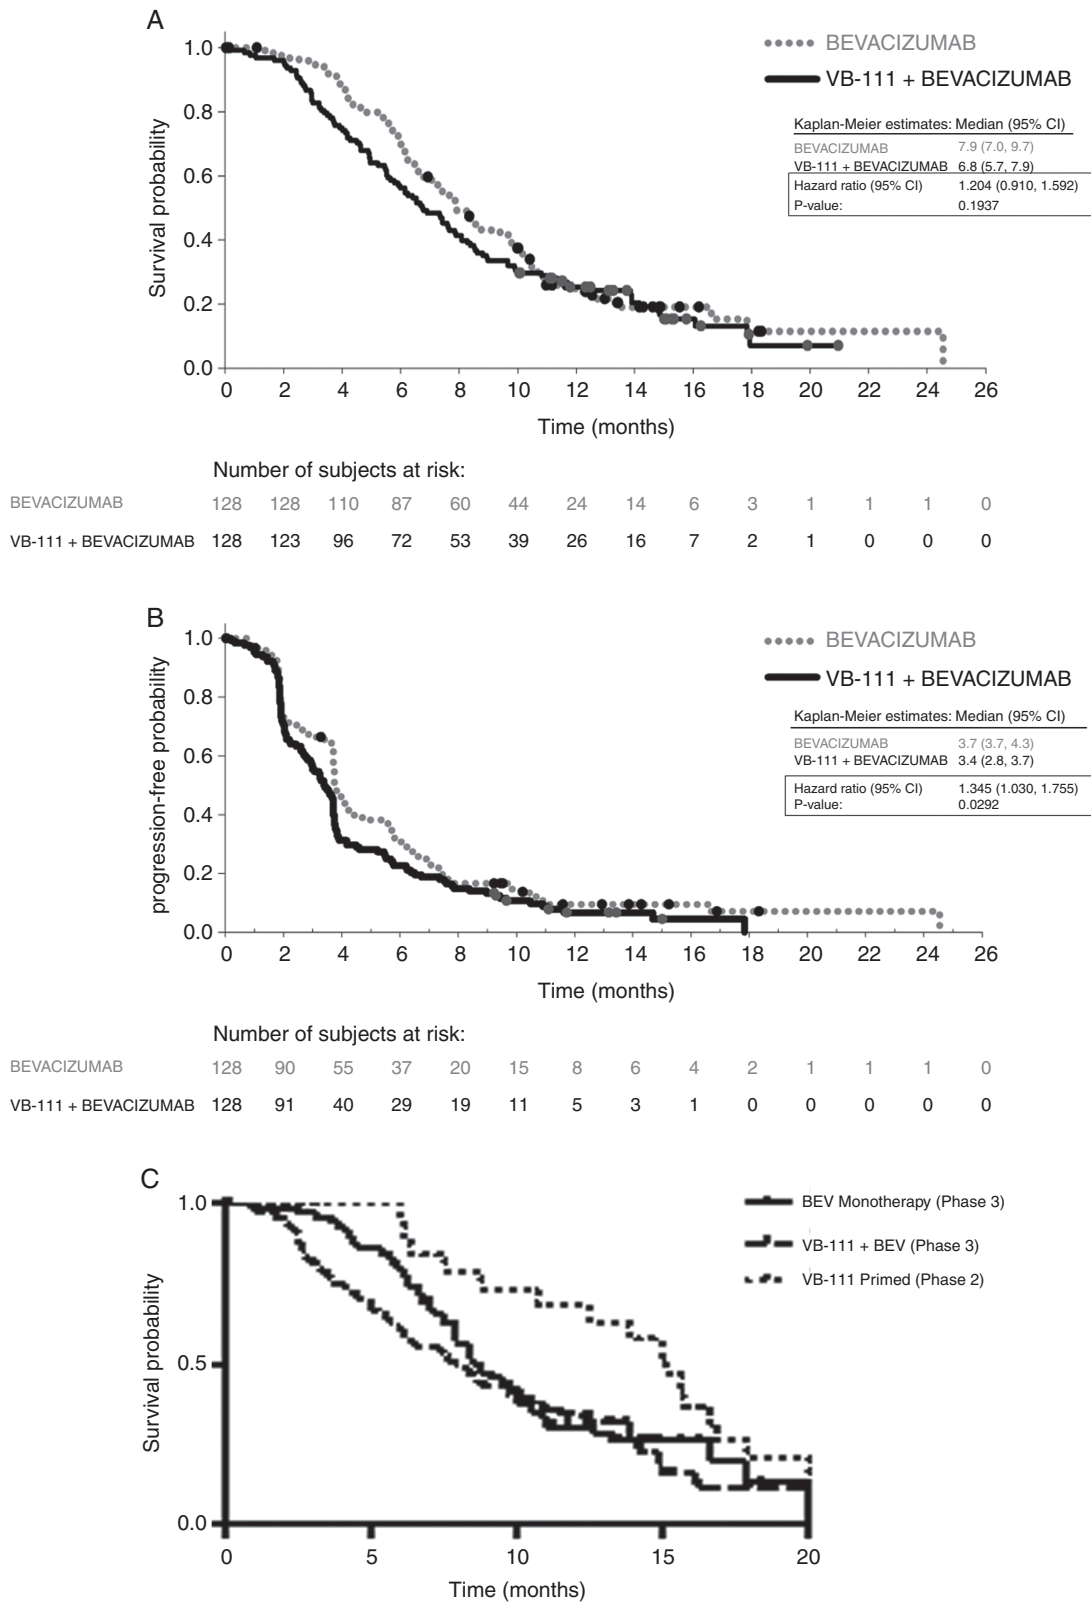 A
1.0
0.8
0.6
0.4
0.2
0.0
Survival probability
BEVACIZUMAB
VB-111 + BEVACIZUMAB
Kaplan-Meier estimates: Median (95% CI)
BEVACIZUMAB 7.9 (7.0, 9.7)
VB-111 + BEVACIZUMAB 6.8 (5.7, 7.9)
Hazard ratio (95% CI) 1.204 (0.910, 1.592)
P-value: 0.1937
0 2 4 6 8 10 12 14 16 18 20 22 24 26
Time (months)
Number of subjects at risk:
BEVACIZUMAB 128 128 110 87 60 44 24 14 6 3 1 1 1 0
VB-111 + BEVACIZUMAB 128 123 96 72 53 39 26 16 7 2 1 0 0 0
B
1.0
0.8
0.6
0.4
0.2
0.0
progression-free probability
BEVACIZUMAB
VB-111 + BEVACIZUMAB
Kaplan-Meier estimates: Median (95% CI)
BEVACIZUMAB 3.7 (3.7, 4.3)
VB-111 + BEVACIZUMAB 3.4 (2.8, 3.7)
Hazard ratio (95% CI) 1.345 (1.030, 1.755)
P-value: 0.0292
0 2 4 6 8 10 12 14 16 18 20 22 24 26
Time (months)
Number of subjects at risk:
BEVACIZUMAB 128 90 55 37 20 15 8 6 4 2 1 1 1 0
VB-111 + BEVACIZUMAB 128 91 40 29 19 11 5 3 1 0 0 0 0 0
C
1.0
0.5
0.0
Survival probability
BEV Monotherapy (Phase 3)
VB-111 + BEV (Phase 3)
VB-111 Primed (Phase 2)
0 5 10 15 20
Time (months)